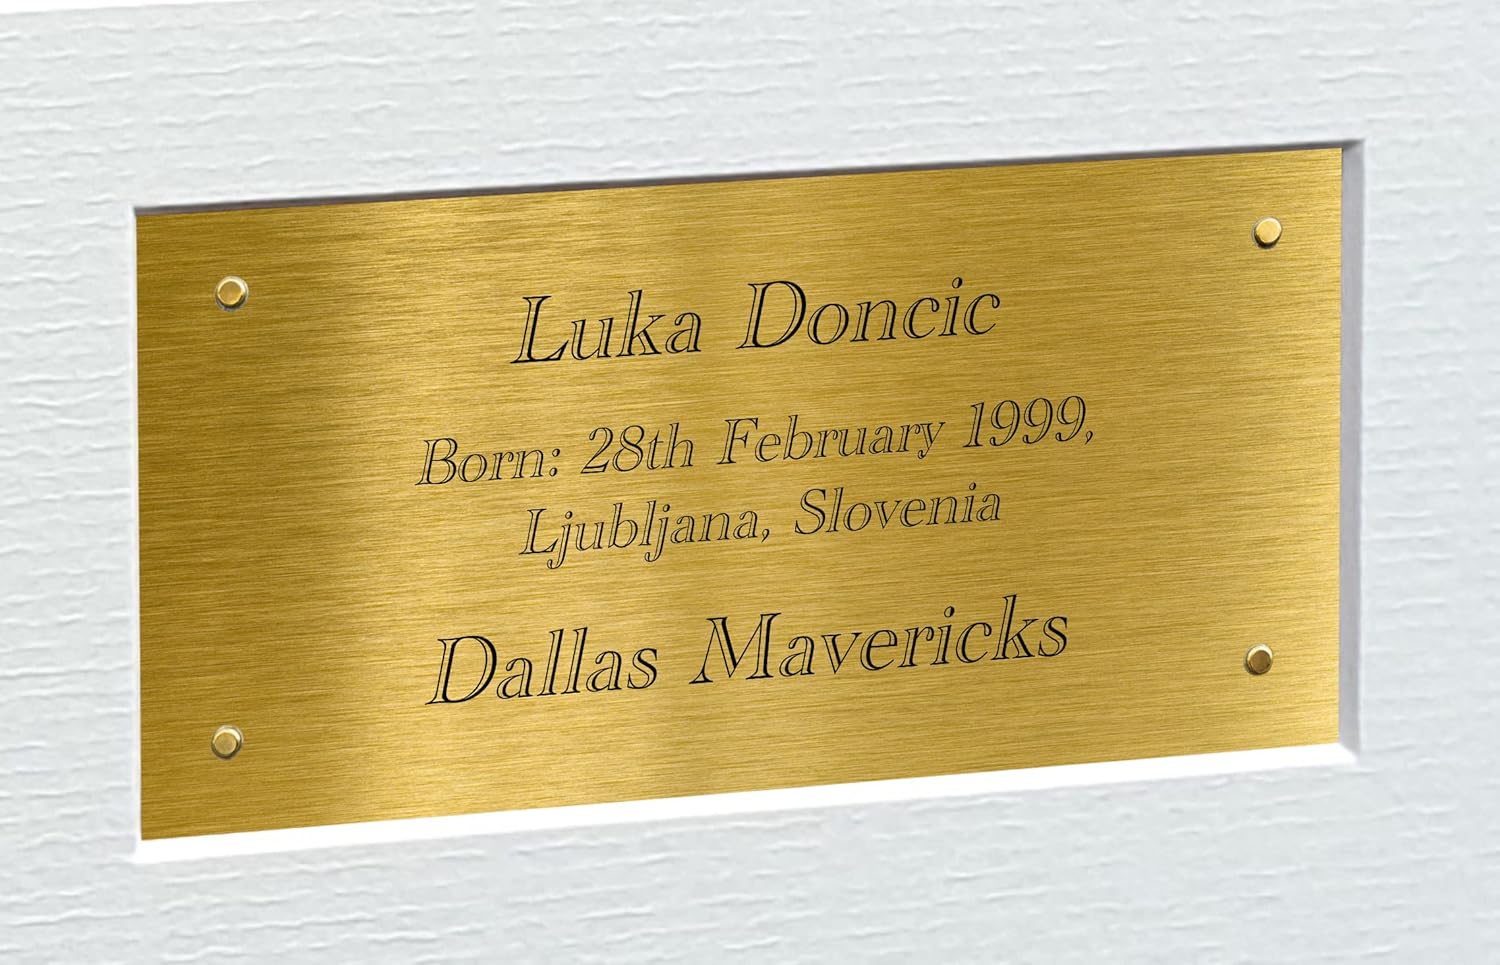 Luka Doncic
Born: 28th February 1999,
Ljubljana, Slovenia
Dallas Mavericks